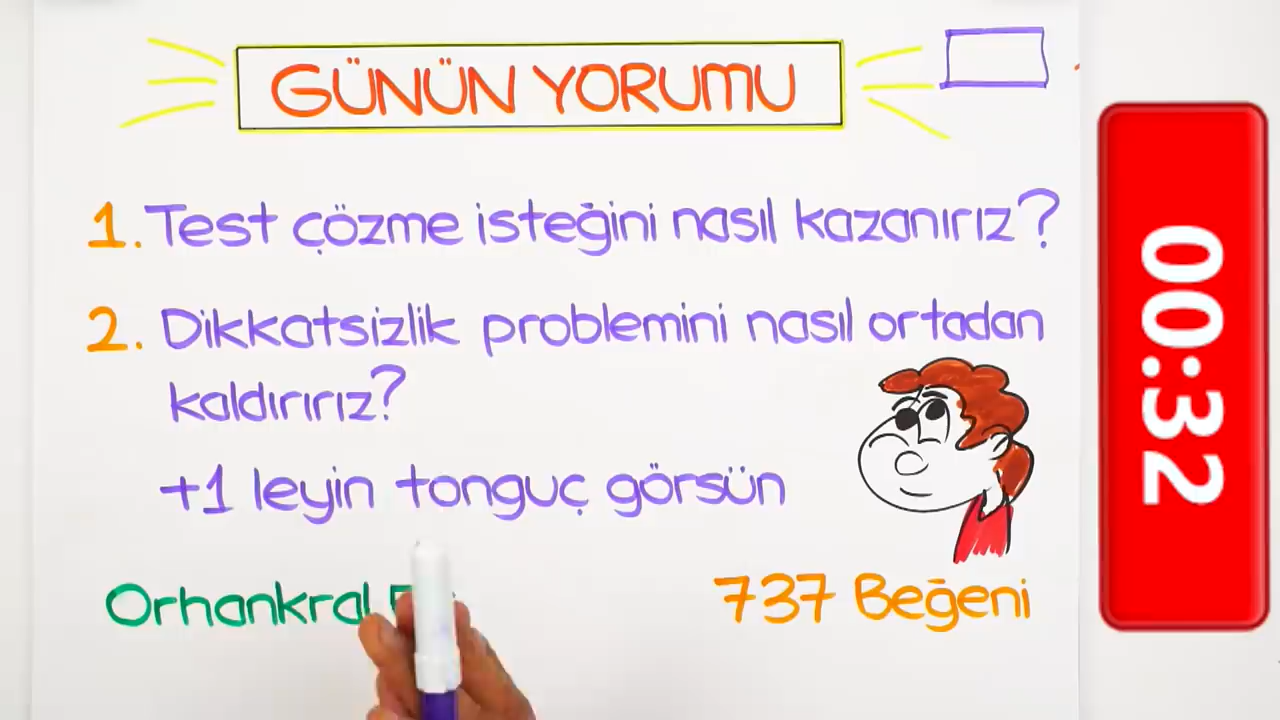 GÜNÜN YORUMU
1. Test çözme isteğini nasıl kazanırız?
2. Dikkatsizlik problemini nasıl ortadan
kaldırırız?
+1 leyin tonguç görsün
Orhankral
737 Beğeni
00:32